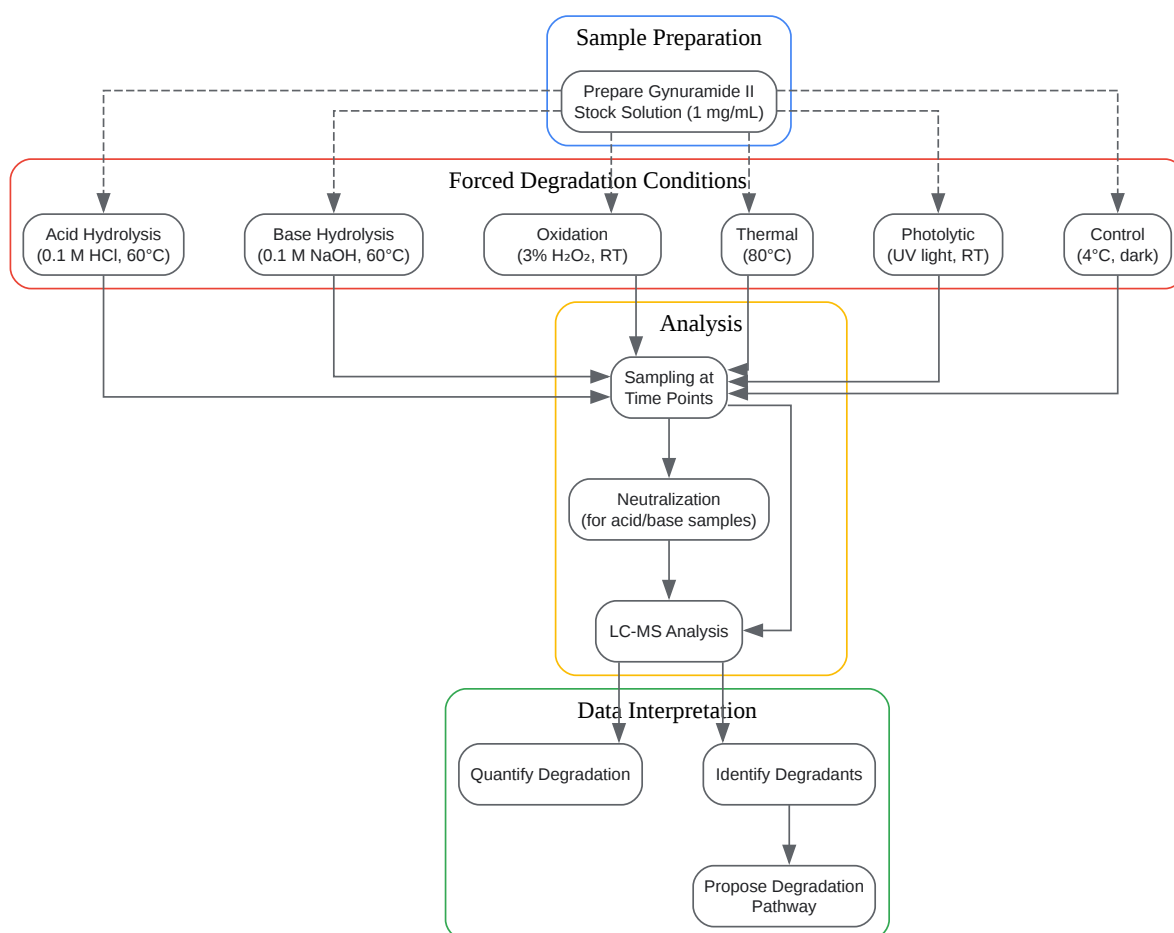 Sample Preparation
Prepare Gynuramide II
Stock Solution (1 mg/mL)
Forced Degradation Conditions
Acid Hydrolysis
(0.1 M HCl, 60°C)
Base Hydrolysis
(0.1 M NaOH, 60°C)
Oxidation
(3% H₂O₂, RT)
Thermal
(80°C)
Photolytic
(UV light, RT)
Control
(4°C, dark)
Analysis
Sampling at
Time Points
Neutralization
(for acid/base samples)
LC-MS Analysis
Data Interpretation
Quantify Degradation
Identify Degradants
Propose Degradation
Pathway